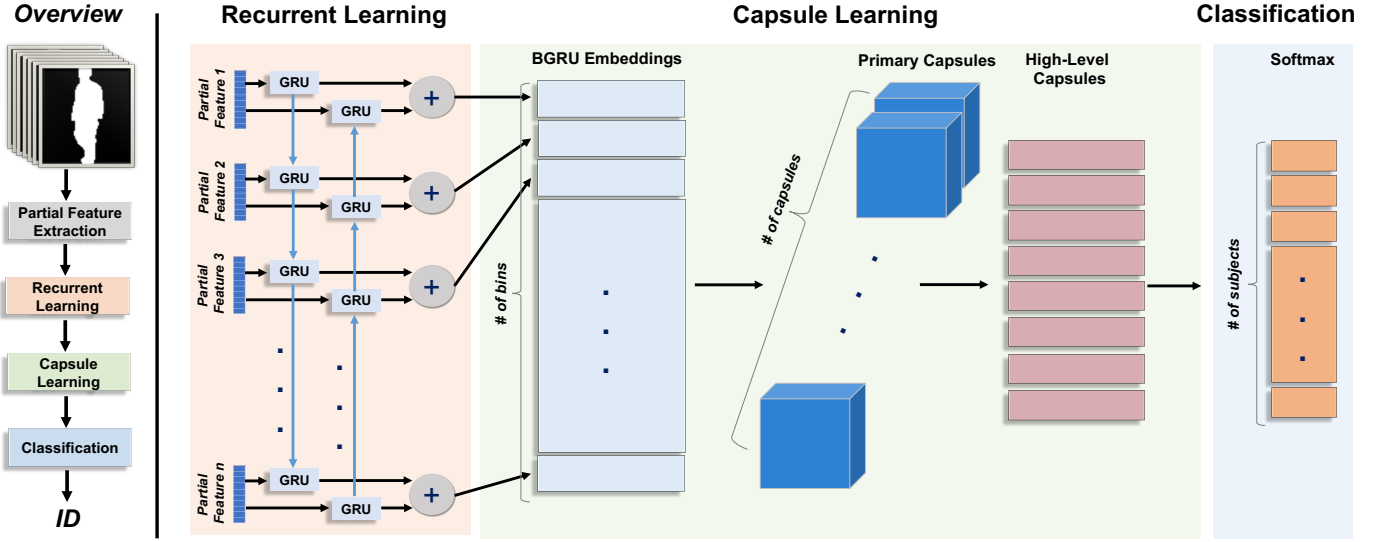 Overview
Partial Feature
Extraction
Recurrent
Learning
Capsule
Learning
Classification
ID
Recurrent Learning
Partial
Feature 1
GRU
GRU
+
Partial
Feature 2
GRU
GRU
+
Partial
Feature 3
GRU
GRU
+
Partial
Feature n
GRU
GRU
+
Capsule Learning
BGRU Embeddings
# of bins
Primary Capsules
# of capsules
High-Level
Capsules
Classification
Softmax
# of subjects